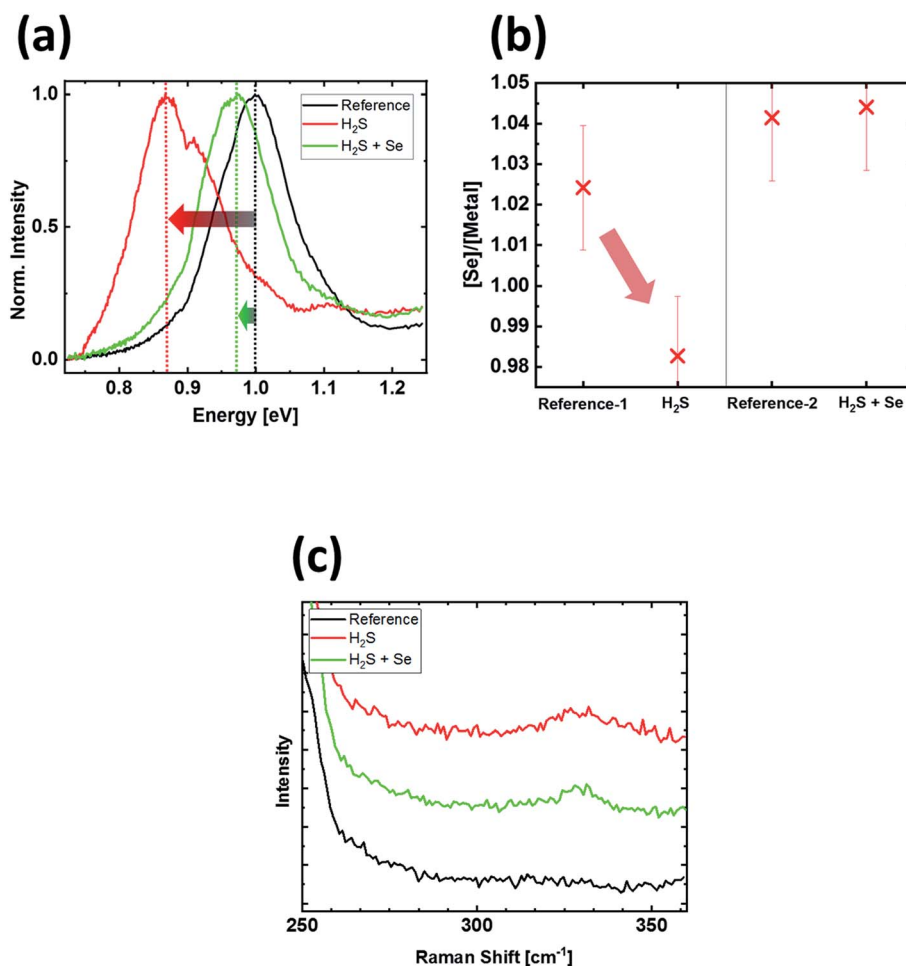 (a)
Norm. Intensity
1.0
0.5
0.0
Reference
H₂S
H₂S + Se
0.8 0.9 1.0 1.1 1.2
Energy [eV]
(b)
[Se]/[Metal]
1.05
1.04
1.03
1.02
1.01
1.00
0.99
0.98
Reference-1 H₂S Reference-2 H₂S + Se
(c)
Intensity
Reference
H₂S
H₂S + Se
250 300 350
Raman Shift [cm⁻¹]